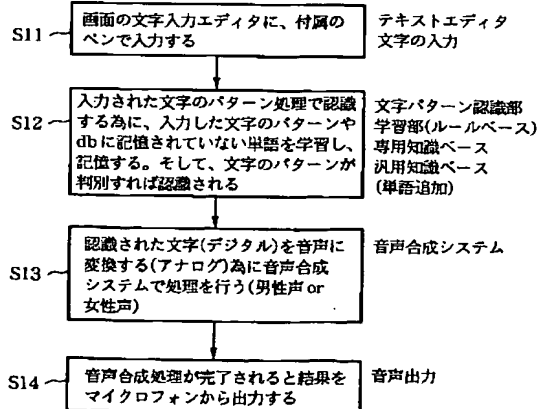 S11
画面の文字入力エディタに、付属の
ペンで入力する
テキストエディタ
文字の入力
S12
入力された文字のパターン処理で認識
する為に、入力した文字のパターンや
dbに記憶されていない単語を学習し、
記憶する。そして、文字のパターンが
判別すれば認識される
文字パターン認識部
学習部(ルールベース)
専用知識ベース
汎用知識ベース
(単語追加)
S13
認識された文字(デジタル)を音声に
変換する(アナログ)為に音声合成
システムで処理を行う(男性声or
女性声)
音声合成システム
S14
音声合成処理が完了されると結果を
マイクロフォンから出力する
音声出力